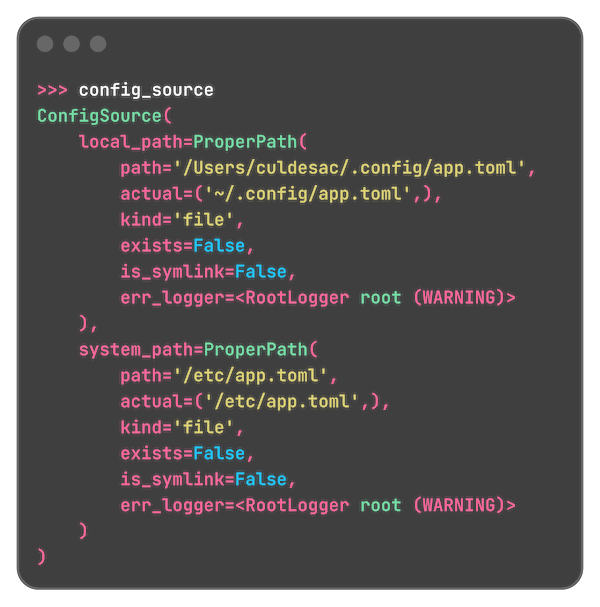 >>> config_source
ConfigSource(
    local_path=ProperPath(
        path='/Users/culdesac/.config/app.toml',
        actual=('~/.config/app.toml',),
        kind='file',
        exists=False,
        is_symlink=False,
        err_logger=<RootLogger root (WARNING)>
    ),
    system_path=ProperPath(
        path='/etc/app.toml',
        actual=('/etc/app.toml',),
        kind='file',
        exists=False,
        is_symlink=False,
        err_logger=<RootLogger root (WARNING)>
    )
)